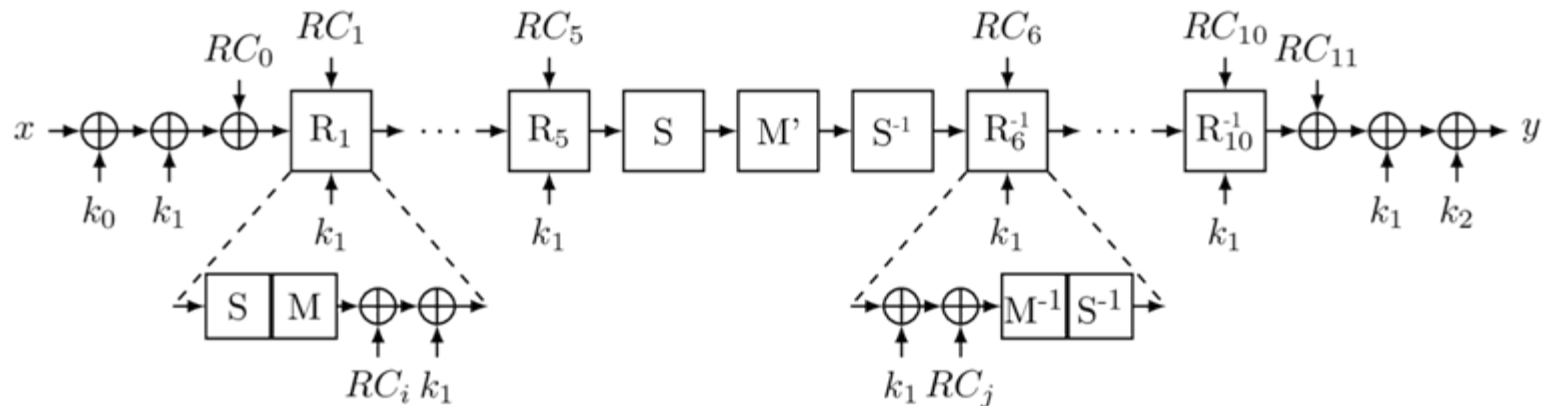 RC₁ RC₅ RC₆ RC₁₀
RC₀ RC₁₁
x R₁ ··· R₅ S M' S⁻¹ R₆⁻¹ ··· R₁₀⁻¹ y
k₀ k₁ k₁ k₁ k₁ k₁ k₁ k₂
S M M⁻¹ S⁻¹
RCᵢ k₁ k₁ RCⱼ